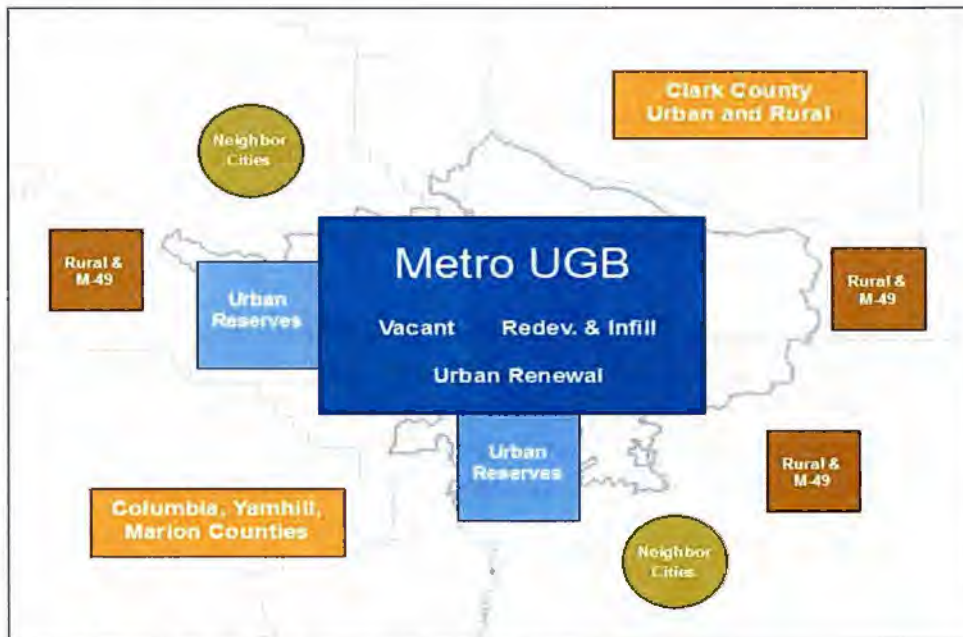 Clark County
Urban and Rural
Neighbor
Cities
Metro UGB
Rural &
M-49
Urban
Reserves
Rural &
M-49
Vacant Redev. & Infill
Urban Renewal
Urban
Reserves
Rural &
M-49
Columbia, Yamhill,
Marion Counties
Neighbor
Cities